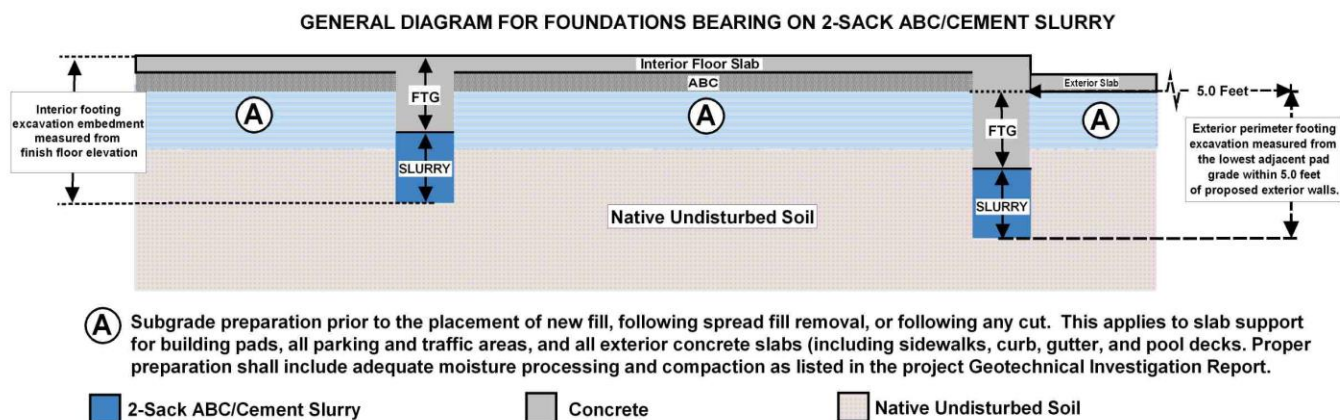 GENERAL DIAGRAM FOR FOUNDATIONS BEARING ON 2-SACK ABC/CEMENT SLURRY
Interior Floor Slab
ABC
Exterior Slab
5.0 Feet
Interior footing
excavation embedment
measured from
finish floor elevation
A
FTG
SLURRY
A
FTG
SLURRY
A
Exterior perimeter footing
excavation measured from
the lowest adjacent pad
grade within 5.0 feet
of proposed exterior walls.
Native Undisturbed Soil
A Subgrade preparation prior to the placement of new fill, following spread fill removal, or following any cut. This applies to slab support
for building pads, all parking and traffic areas, and all exterior concrete slabs (including sidewalks, curb, gutter, and pool decks. Proper
preparation shall include adequate moisture processing and compaction as listed in the project Geotechnical Investigation Report.
2-Sack ABC/Cement Slurry
Concrete
Native Undisturbed Soil